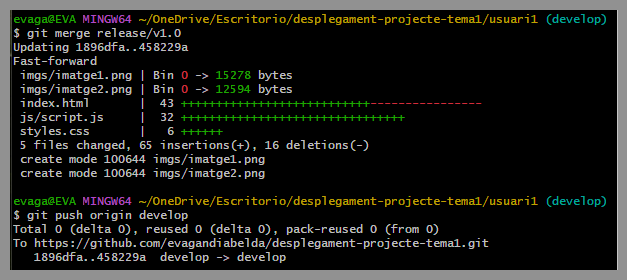 evaga@EVA MINGW64 ~/OneDrive/Escritorio/desplegament-projecte-tema1/usuari1 (develop)
$ git merge release/v1.0
Updating 1896dfa..458229a
Fast-forward
 imgs/imatge1.png | Bin 0 -> 15278 bytes
 imgs/imatge2.png | Bin 0 -> 12594 bytes
 index.html       |  43 +++++++++++++++++++++++++++----------------
 js/script.js     |  32 ++++++++++++++++++++++++++++++++
 styles.css       |   6 ++++++
 5 files changed, 65 insertions(+), 16 deletions(-)
 create mode 100644 imgs/imatge1.png
 create mode 100644 imgs/imatge2.png
evaga@EVA MINGW64 ~/OneDrive/Escritorio/desplegament-projecte-tema1/usuari1 (develop)
$ git push origin develop
Total 0 (delta 0), reused 0 (delta 0), pack-reused 0 (from 0)
To https://github.com/evagandiabelda/desplegament-projecte-tema1.git
   1896dfa..458229a  develop -> develop